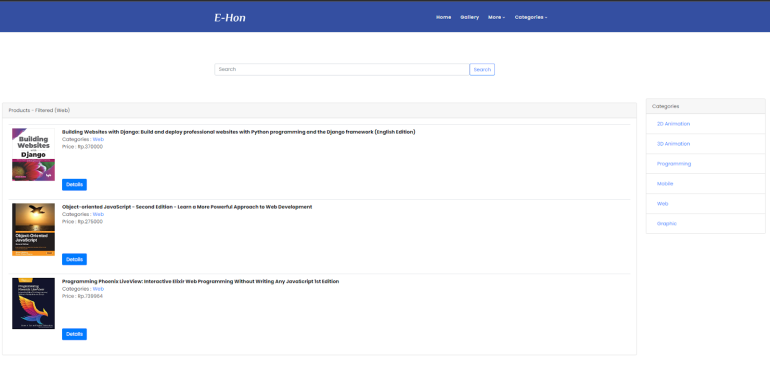 E-Hon
Home Gallery More Categories
Search Search
Products - Filtered (Web)
Building Websites with Django
Building Websites with Django: Build and deploy professional websites with Python programming and the Django framework (English Edition)
Categories : Web
Price : Rp.370000
Details
Object-Oriented JavaScript
Object-oriented JavaScript - Second Edition - Learn a More Powerful Approach to Web Development
Categories : Web
Price : Rp.275000
Details
Programming Phoenix LiveView
Programming Phoenix LiveView: Interactive Elixir Web Programming Without Writing Any JavaScript 1st Edition
Categories : Web
Price : Rp.739964
Details
Categories
2D Animation
3D Animation
Programming
Mobile
Web
Graphic